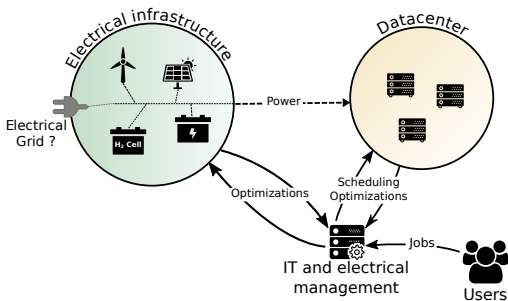 Electrical infrastructure
Datacenter
Electrical
Grid ?
H₂ Cell
Power
Optimizations
Scheduling
Optimizations
Jobs
IT and electrical
management
Users